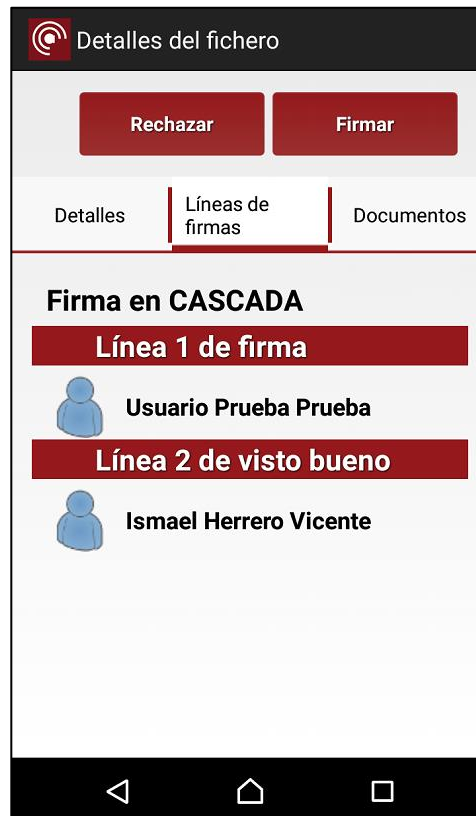 Detalles del fichero
Rechazar
Firmar
Detalles
Líneas de
firmas
Documentos
Firma en CASCADA
Línea 1 de firma
Usuario Prueba Prueba
Línea 2 de visto bueno
Ismael Herrero Vicente